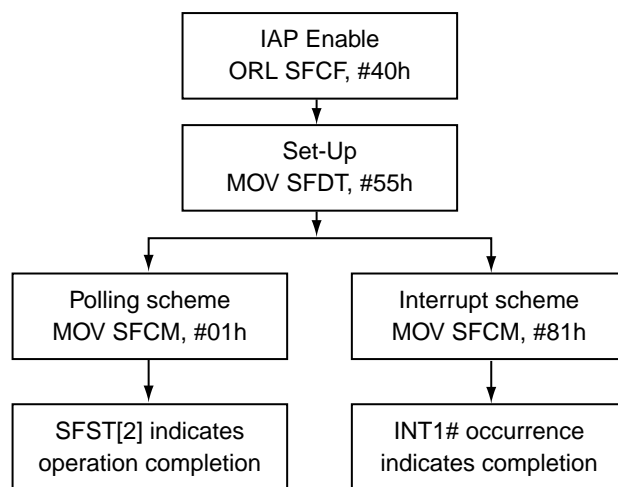 IAP Enable
ORL SFCF, #40h
Set-Up
MOV SFDT, #55h
Polling scheme
MOV SFCM, #01h
Interrupt scheme
MOV SFCM, #81h
SFST[2] indicates
operation completion
INT1# occurrence
indicates completion